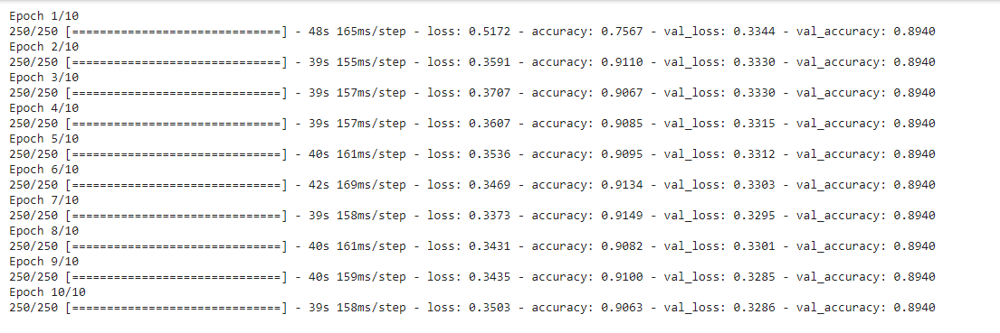 Epoch 1/10
250/250 [==============================] - 48s 165ms/step - loss: 0.5172 - accuracy: 0.7567 - val_loss: 0.3344 - val_accuracy: 0.8940
Epoch 2/10
250/250 [==============================] - 39s 155ms/step - loss: 0.3591 - accuracy: 0.9110 - val_loss: 0.3330 - val_accuracy: 0.8940
Epoch 3/10
250/250 [==============================] - 39s 157ms/step - loss: 0.3707 - accuracy: 0.9067 - val_loss: 0.3330 - val_accuracy: 0.8940
Epoch 4/10
250/250 [==============================] - 39s 157ms/step - loss: 0.3607 - accuracy: 0.9085 - val_loss: 0.3315 - val_accuracy: 0.8940
Epoch 5/10
250/250 [==============================] - 40s 161ms/step - loss: 0.3536 - accuracy: 0.9095 - val_loss: 0.3312 - val_accuracy: 0.8940
Epoch 6/10
250/250 [==============================] - 42s 169ms/step - loss: 0.3469 - accuracy: 0.9134 - val_loss: 0.3303 - val_accuracy: 0.8940
Epoch 7/10
250/250 [==============================] - 39s 158ms/step - loss: 0.3373 - accuracy: 0.9149 - val_loss: 0.3295 - val_accuracy: 0.8940
Epoch 8/10
250/250 [==============================] - 40s 161ms/step - loss: 0.3431 - accuracy: 0.9082 - val_loss: 0.3301 - val_accuracy: 0.8940
Epoch 9/10
250/250 [==============================] - 40s 159ms/step - loss: 0.3435 - accuracy: 0.9100 - val_loss: 0.3285 - val_accuracy: 0.8940
Epoch 10/10
250/250 [==============================] - 39s 158ms/step - loss: 0.3503 - accuracy: 0.9063 - val_loss: 0.3286 - val_accuracy: 0.8940